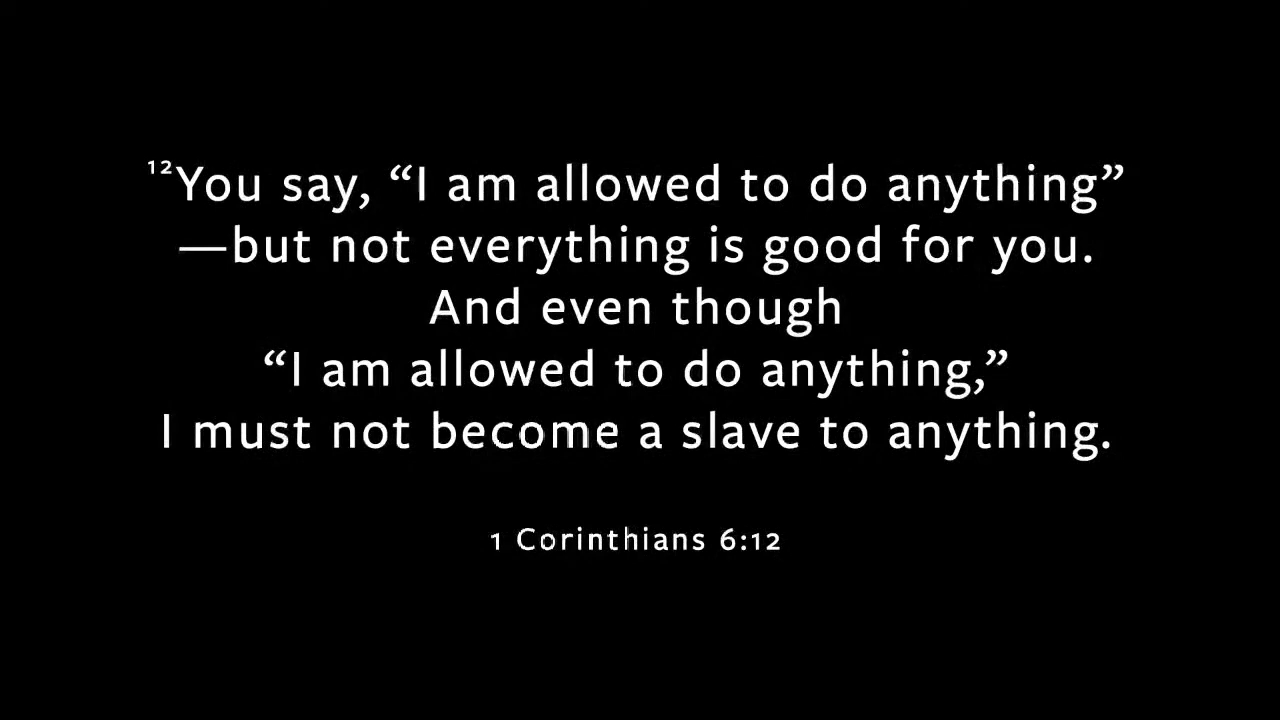 ¹²You say, “I am allowed to do anything”
—but not everything is good for you.
And even though
“I am allowed to do anything,”
I must not become a slave to anything.
1 Corinthians 6:12